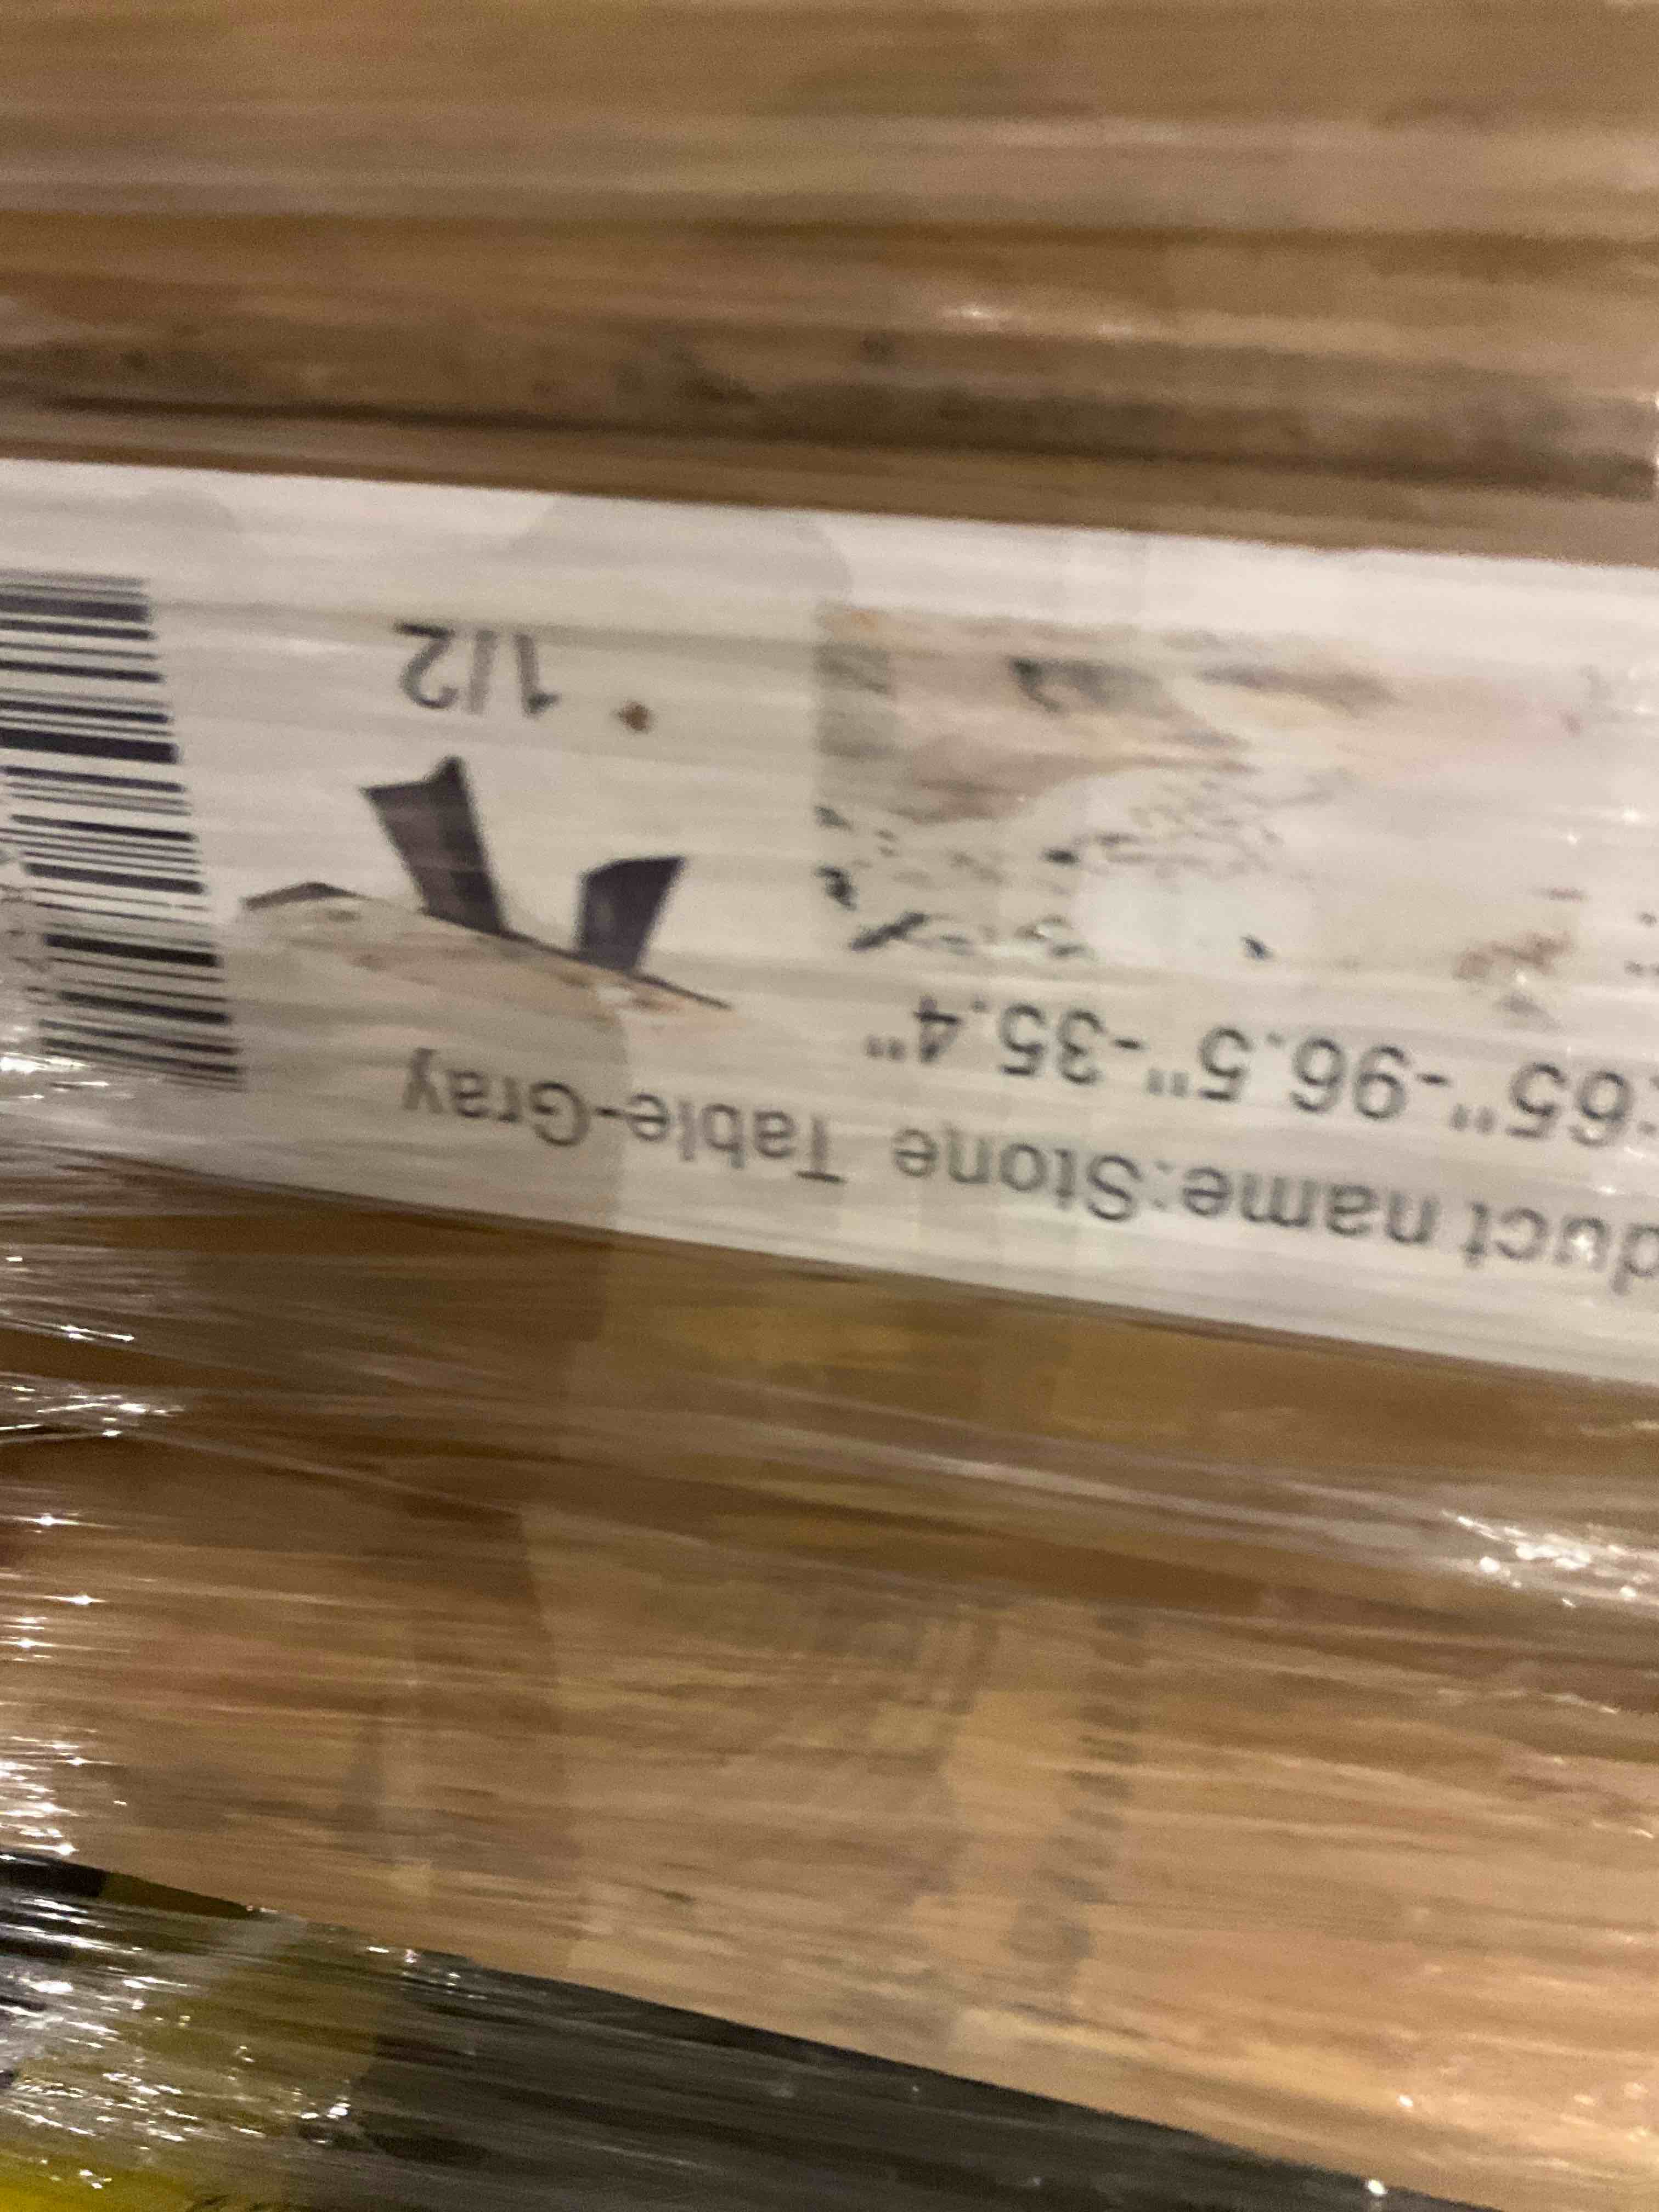 duct name:Stone Table-Gray
.65"-96.5"-35.4"
1/2